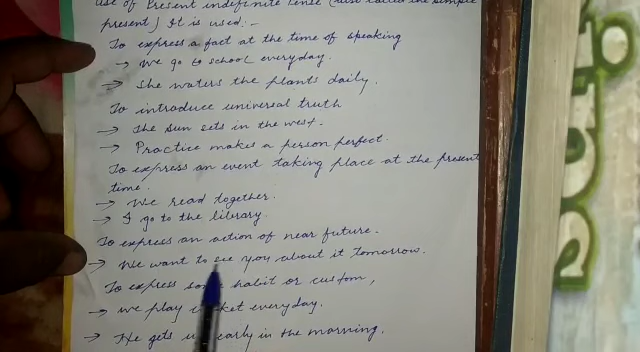 Use of Present indefinite Tense (also called the simple
present) It is used:-
To express a fact at the time of speaking
→ We go to school everyday.
→ She waters the plants daily.
To introduce universal truth
→ The sun sets in the west.
→ Practice makes a person perfect.
To express an event taking place at the present
time.
→ We read together.
→ I go to the library.
To express an action of near future.
→ We want to see you about it tomorrow.
To express some habit or custom,
→ We play cricket everyday.
→ He gets up early in the morning.